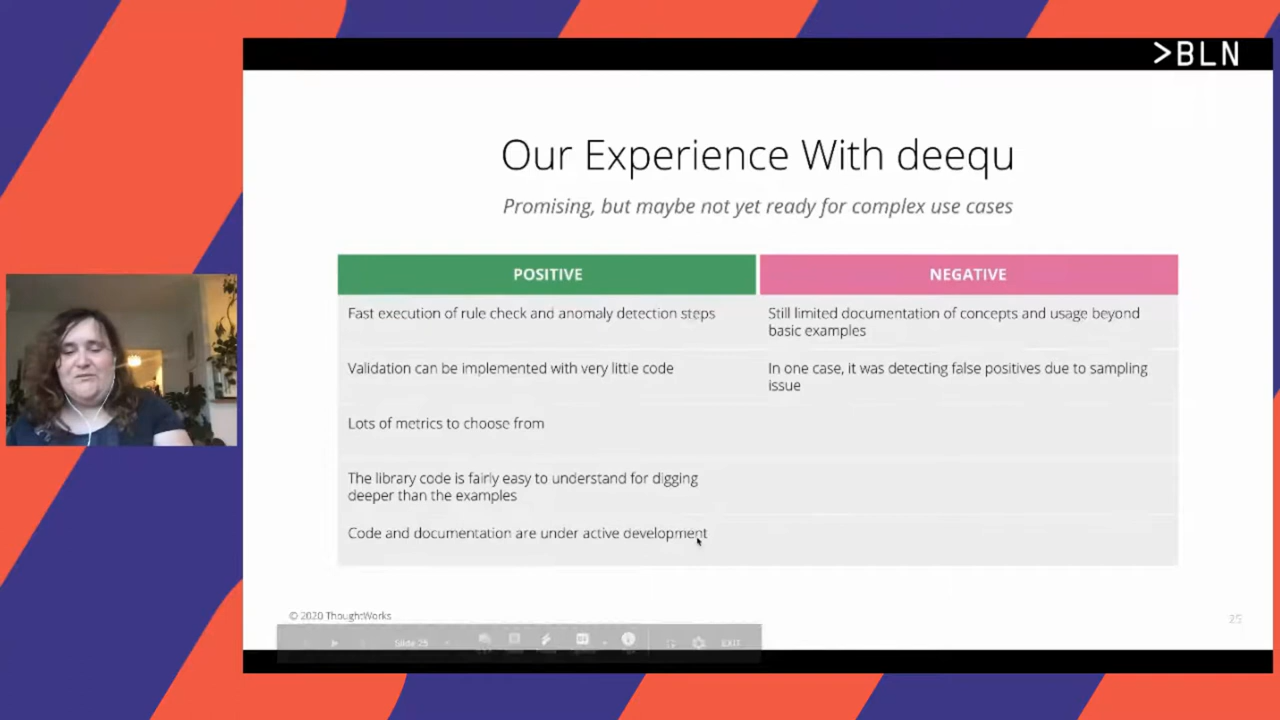 >BLN
Our Experience With deequ
Promising, but maybe not yet ready for complex use cases
POSITIVE
NEGATIVE
Fast execution of rule check and anomaly detection steps
Still limited documentation of concepts and usage beyond
basic examples
Validation can be implemented with very little code
In one case, it was detecting false positives due to sampling
issue
Lots of metrics to choose from
The library code is fairly easy to understand for digging
deeper than the examples
Code and documentation are under active development
© 2020 ThoughtWorks
25
Slide 25
EXIT